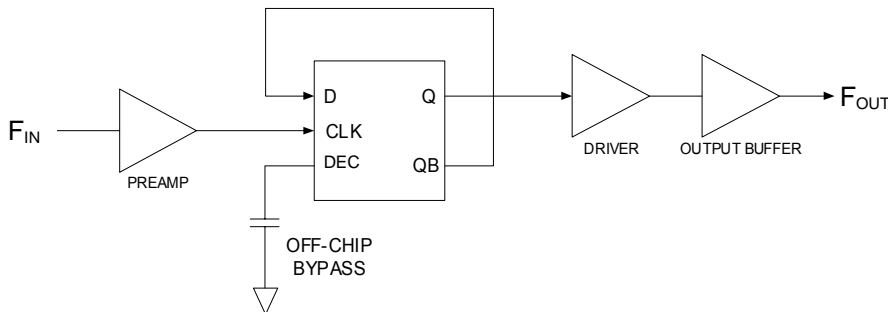 D
Q
F_IN
CLK
F_OUT
DEC
QB
PREAMP
DRIVER
OUTPUT BUFFER
OFF-CHIP
BYPASS